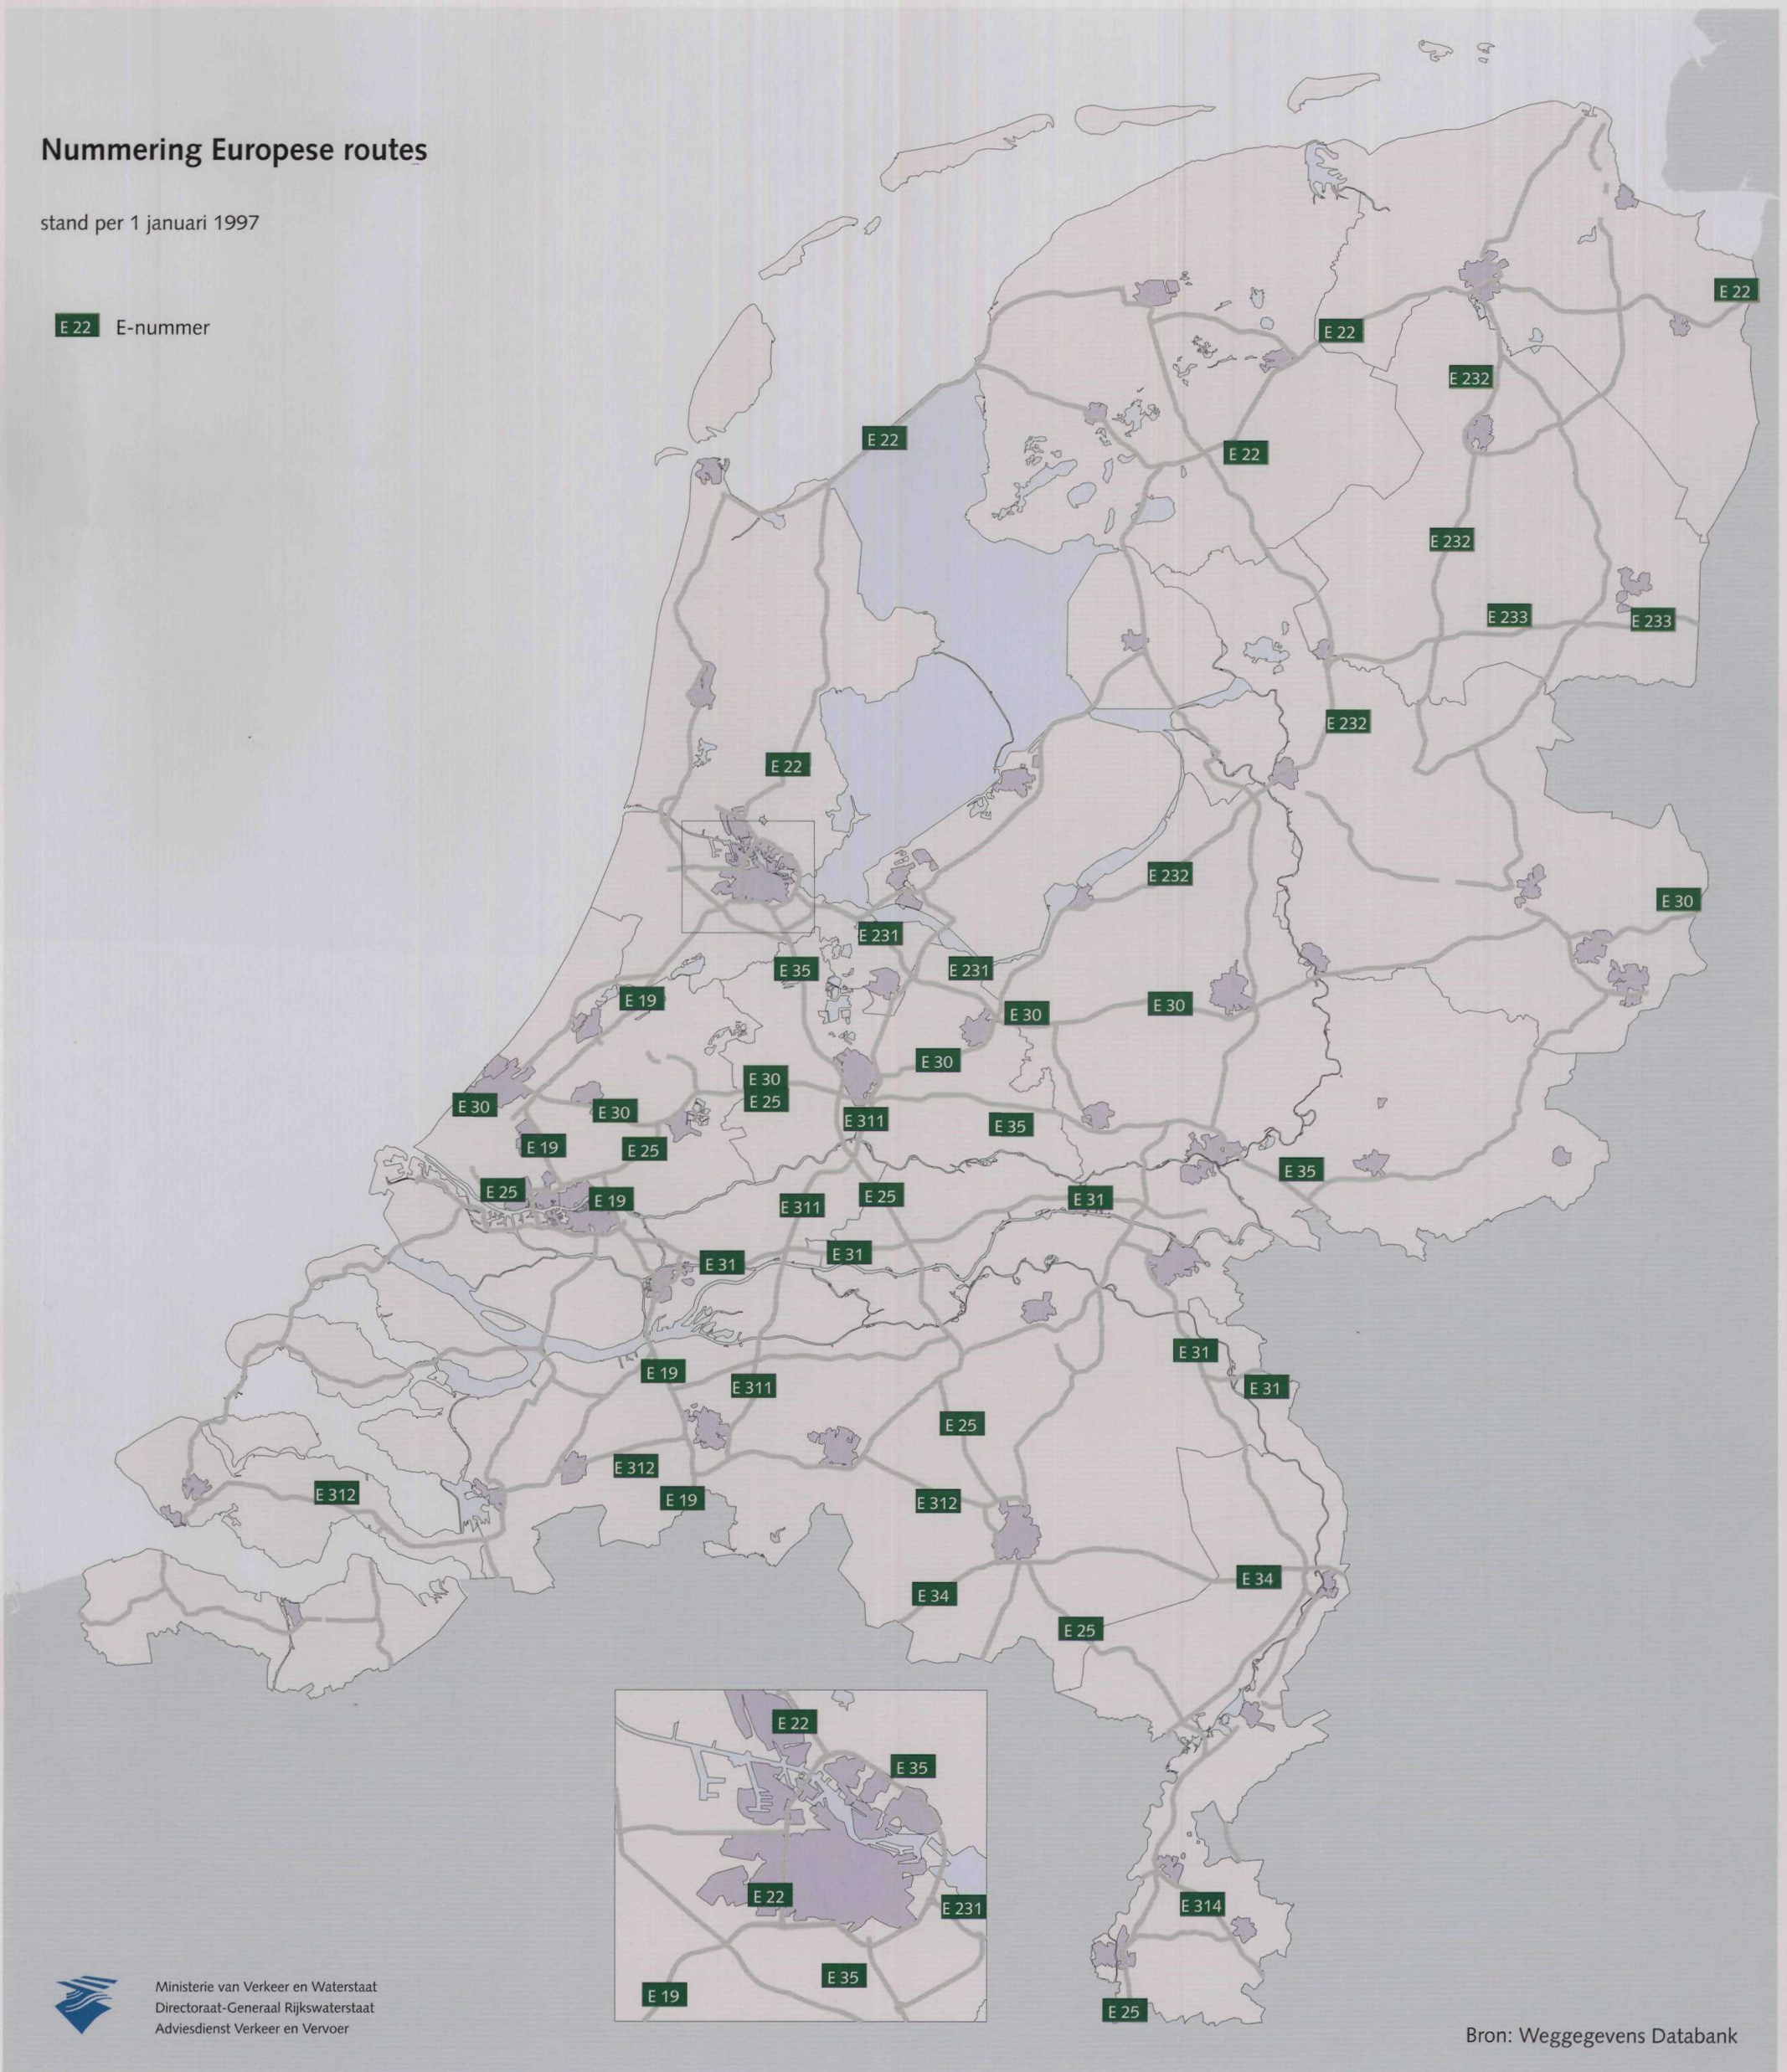 Nummering Europese routes
stand per 1 januari 1997
E 22 E-nummer
E 22
E 22
E 232
E 22
E 22
E 232
E 233
E 233
E 232
E 22
E 232
E 30
E 231
E 35
E 231
E 19
E 30
E 30
E 30
E 30
E 25
E 30
E 30
E 311
E 35
E 19
E 25
E 35
E 25
E 19
E 311
E 25
E 31
E 31
E 31
E 31
E 19
E 311
E 31
E 25
E 312
E 312
E 19
E 312
E 34
E 34
E 25
E 22
E 35
E 22
E 231
E 35
E 19
E 314
E 25
Ministerie van Verkeer en Waterstaat
Directoraat-Generaal Rijkswaterstaat
Adviesdienst Verkeer en Vervoer
Bron: Weggegevens Databank